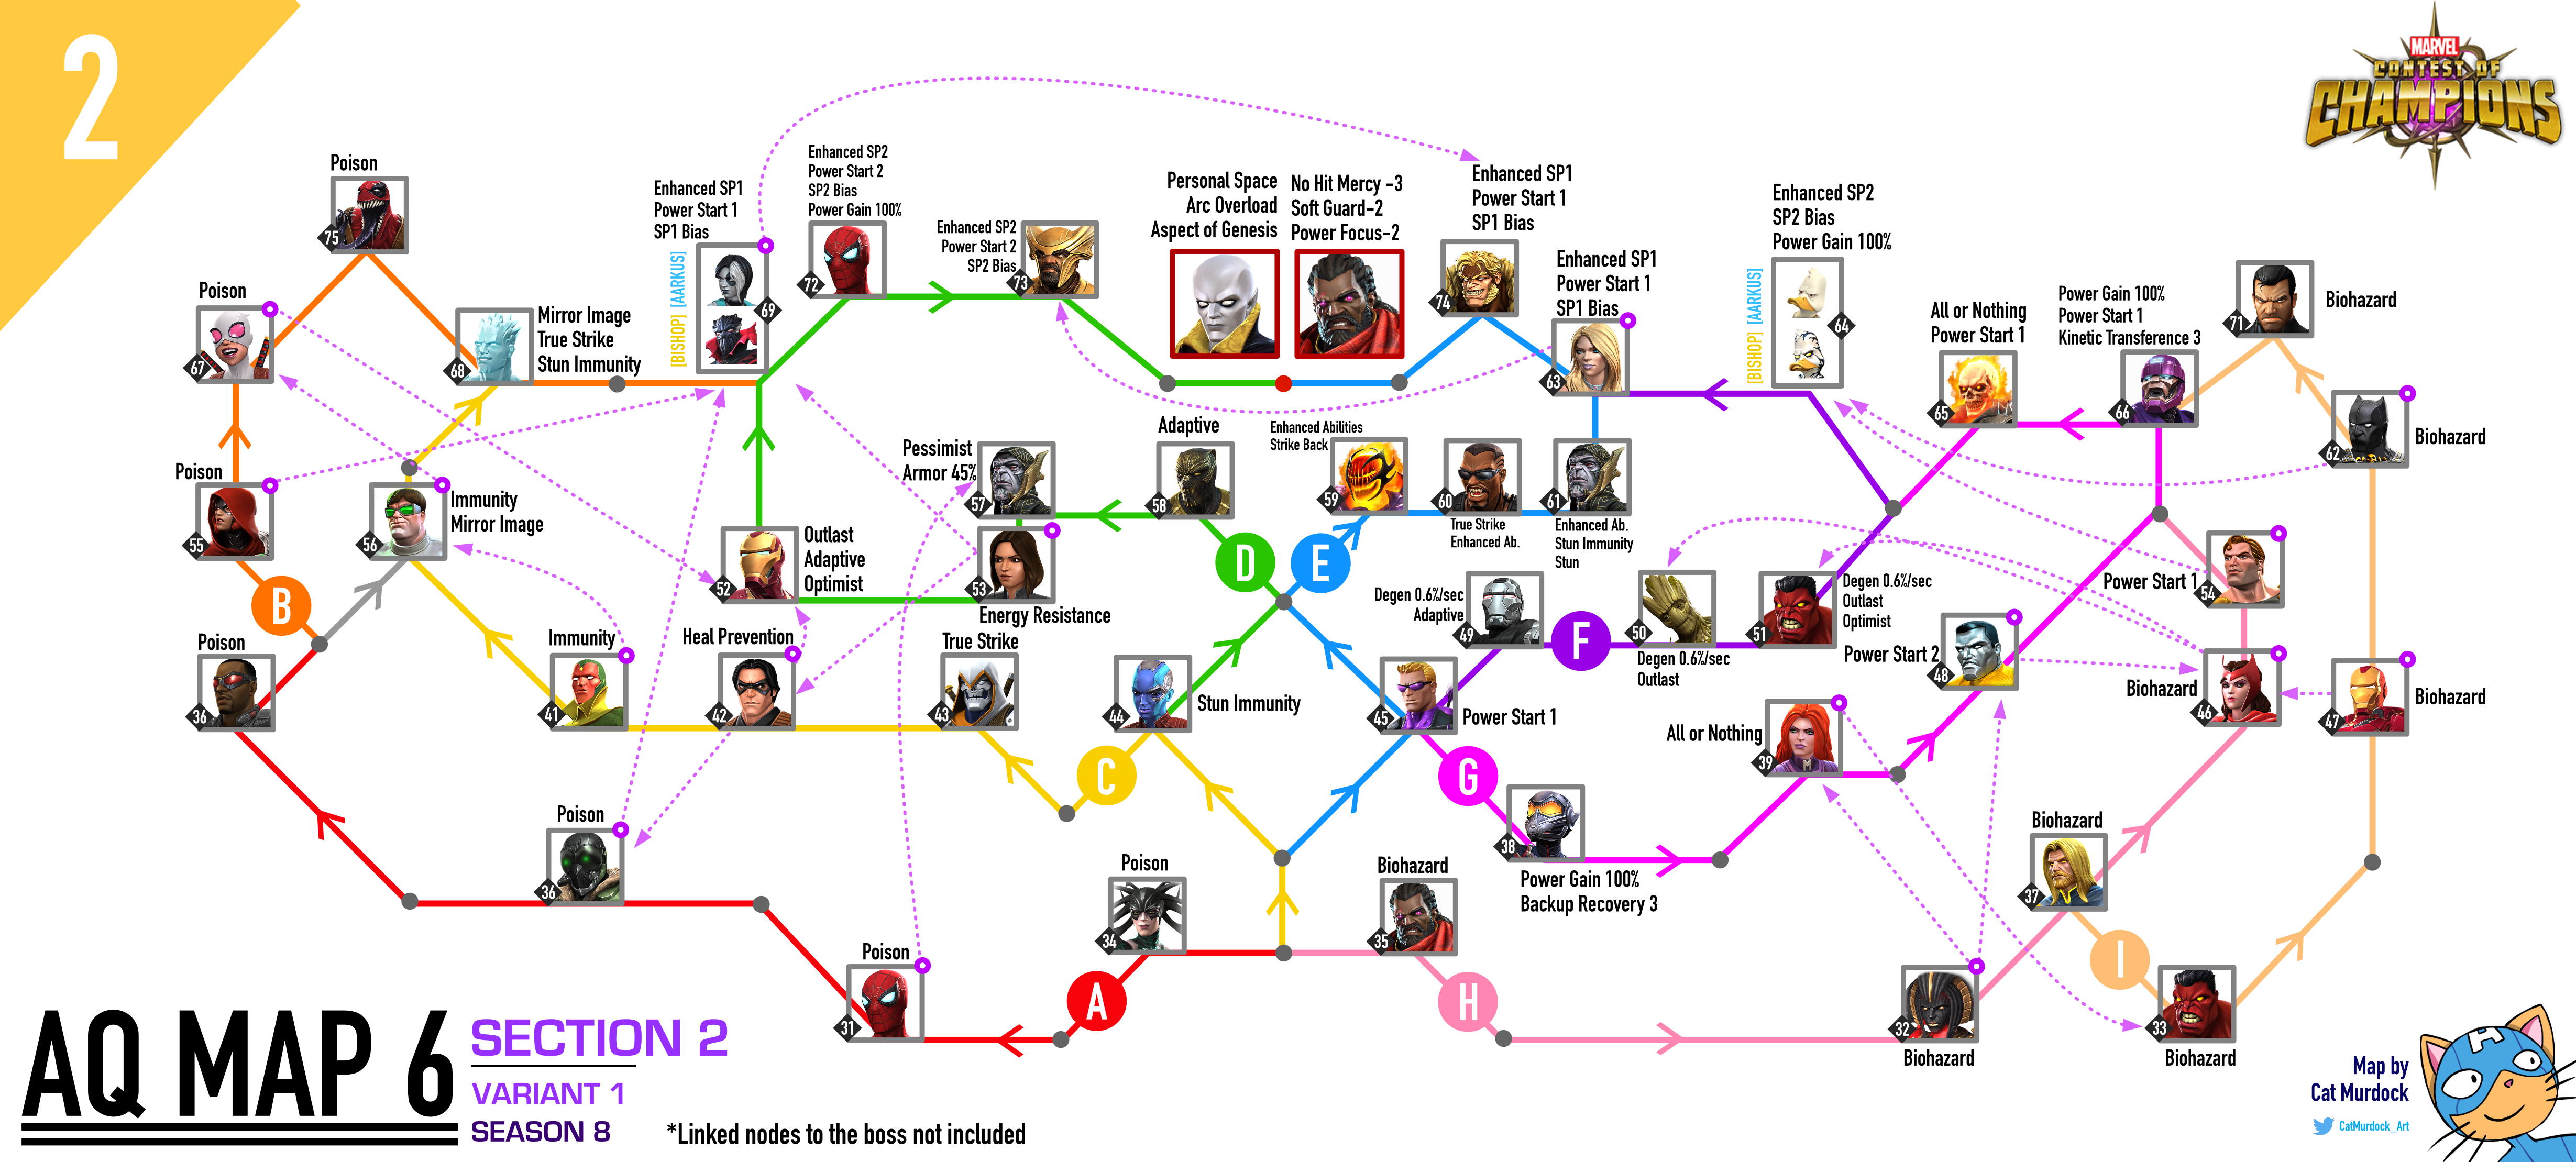 2
MARVEL
CONTEST OF
CHAMPIONS
Poison
75
Poison
67
Mirror Image
True Strike
Stun Immunity
68
Enhanced SP1
Power Start 1
SP1 Bias
[BISHOP] [AARKUS]
69
Enhanced SP2
Power Start 2
SP2 Bias
Power Gain 100%
72
Enhanced SP2
Power Start 2
SP2 Bias
73
Personal Space
Arc Overload
Aspect of Genesis
No Hit Mercy -3
Soft Guard-2
Power Focus-2
Enhanced SP1
Power Start 1
SP1 Bias
74
Enhanced SP1
Power Start 1
SP1 Bias
63
Enhanced SP2
SP2 Bias
Power Gain 100%
[BISHOP] [AARKUS]
64
All or Nothing
Power Start 1
65
Power Gain 100%
Power Start 1
Kinetic Transference 3
66
Biohazard
71
Biohazard
62
Poison
55
Immunity
Mirror Image
56
Outlast
Adaptive
Optimist
52
Pessimist
Armor 45%
57
Adaptive
58
53
Energy Resistance
Enhanced Abilities
Strike Back
59
60
True Strike
Enhanced Ab.
61
Enhanced Ab.
Stun Immunity
Stun
D
E
B
Degen 0.6%/sec
Adaptive
49
F
50
Degen 0.6%/sec
Outlast
51
Degen 0.6%/sec
Outlast
Optimist
Power Start 1
54
Power Start 2
48
Biohazard
46
Biohazard
47
Poison
36
Immunity
41
Heal Prevention
42
True Strike
43
44
Stun Immunity
45
Power Start 1
All or Nothing
39
C
G
38
Power Gain 100%
Backup Recovery 3
Poison
36
Poison
34
Biohazard
35
Biohazard
37
Poison
31
A
H
I
32
Biohazard
33
Biohazard
AQ MAP 6
SECTION 2
VARIANT 1
SEASON 8
*Linked nodes to the boss not included
Map by
Cat Murdock
CatMurdock_Art
A